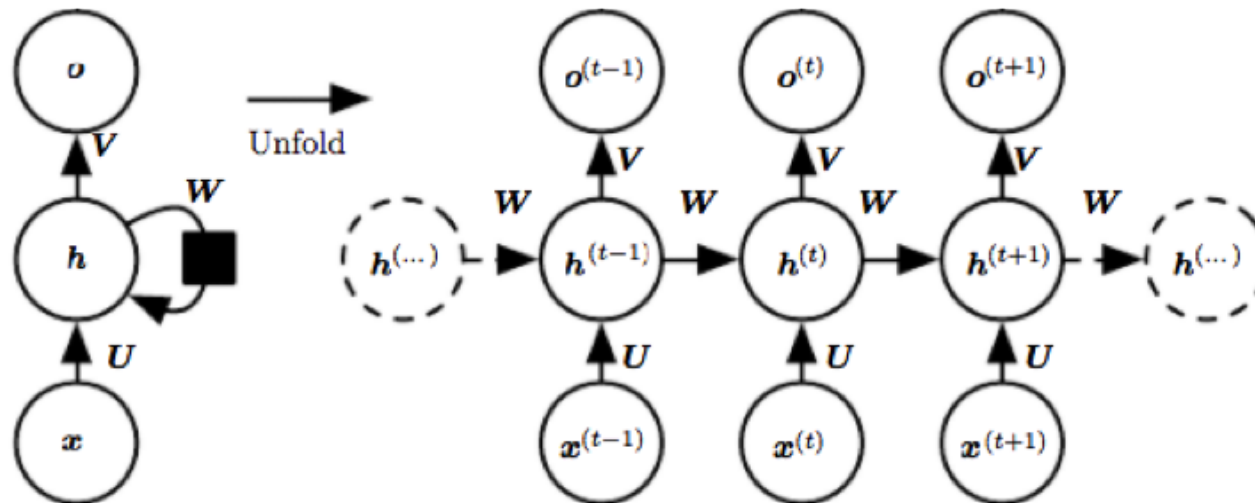 o o^(t−1) o^(t) o^(t+1)
Unfold
V V V V
W W W W W
h h^(...) h^(t−1) h^(t) h^(t+1) h^(...)
U U U U
x x^(t−1) x^(t) x^(t+1)